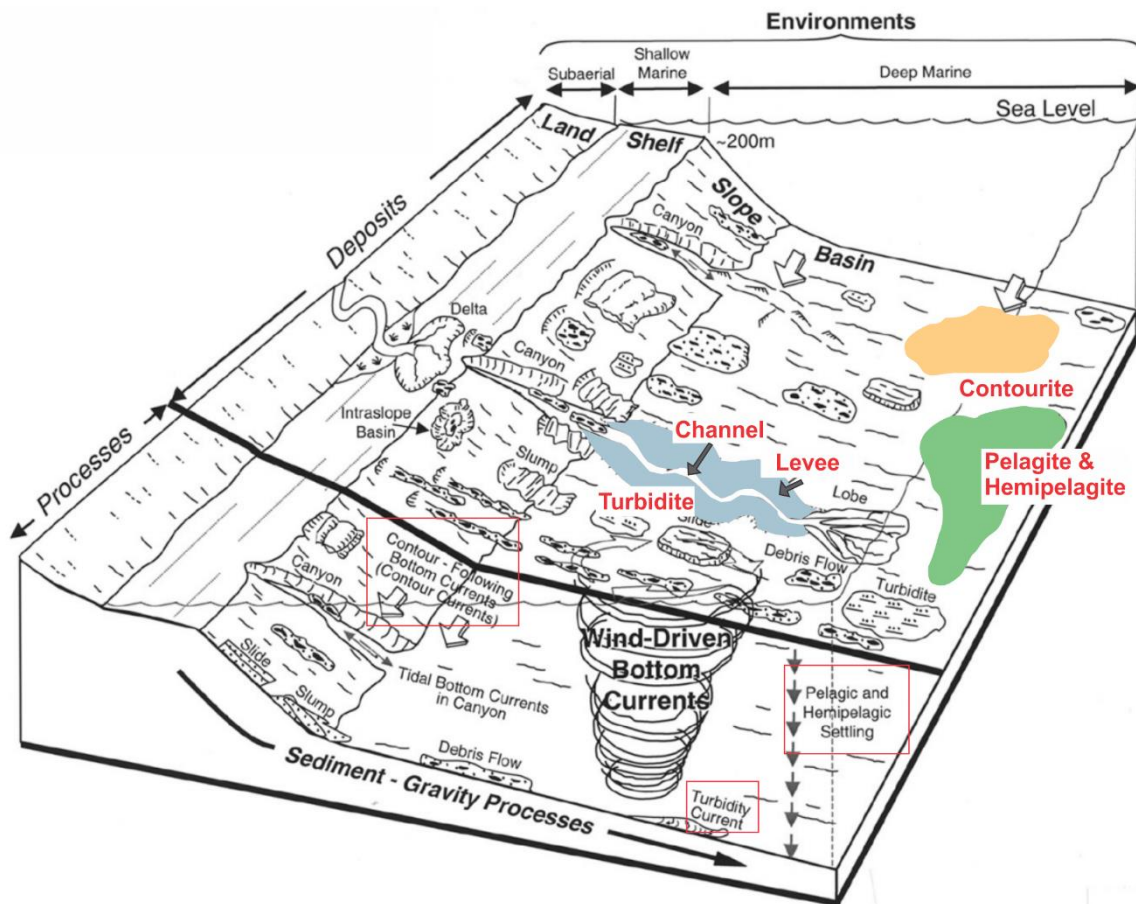 Environments
Subaerial
Shallow
Marine
Deep Marine
Sea Level
Land
Shelf
~200m
Slope
Canyon
Basin
Deposits
Delta
Canyon
Contourite
Intraslope
Basin
Channel
Levee
Pelagite &
Hemipelagite
Slump
Turbidite
Lobe
Slide
Processes
Debris Flow
Contour - Following
Bottom Currents
(Contour Currents)
Turbidite
Canyon
Wind-Driven
Bottom
Currents
Slide
Tidal Bottom Currents
in Canyon
Pelagic and
Hemipelagic
Settling
Slump
Debris Flow
Sediment - Gravity Processes
Turbidity
Current